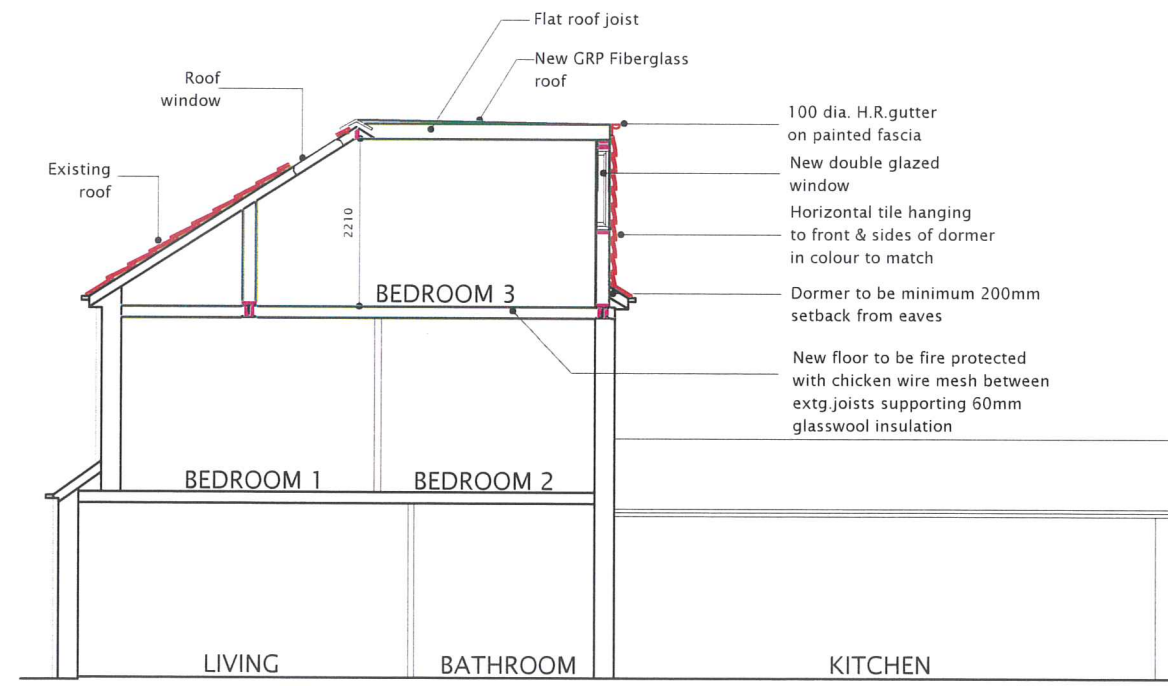 Flat roof joist
New GRP Fiberglass
roof
Roof
window
100 dia. H.R.gutter
on painted fascia
Existing
roof
New double glazed
window
Horizontal tile hanging
to front & sides of dormer
in colour to match
2210
BEDROOM 3
Dormer to be minimum 200mm
setback from eaves
New floor to be fire protected
with chicken wire mesh between
extg.joists supporting 60mm
glasswool insulation
BEDROOM 1
BEDROOM 2
LIVING
BATHROOM
KITCHEN